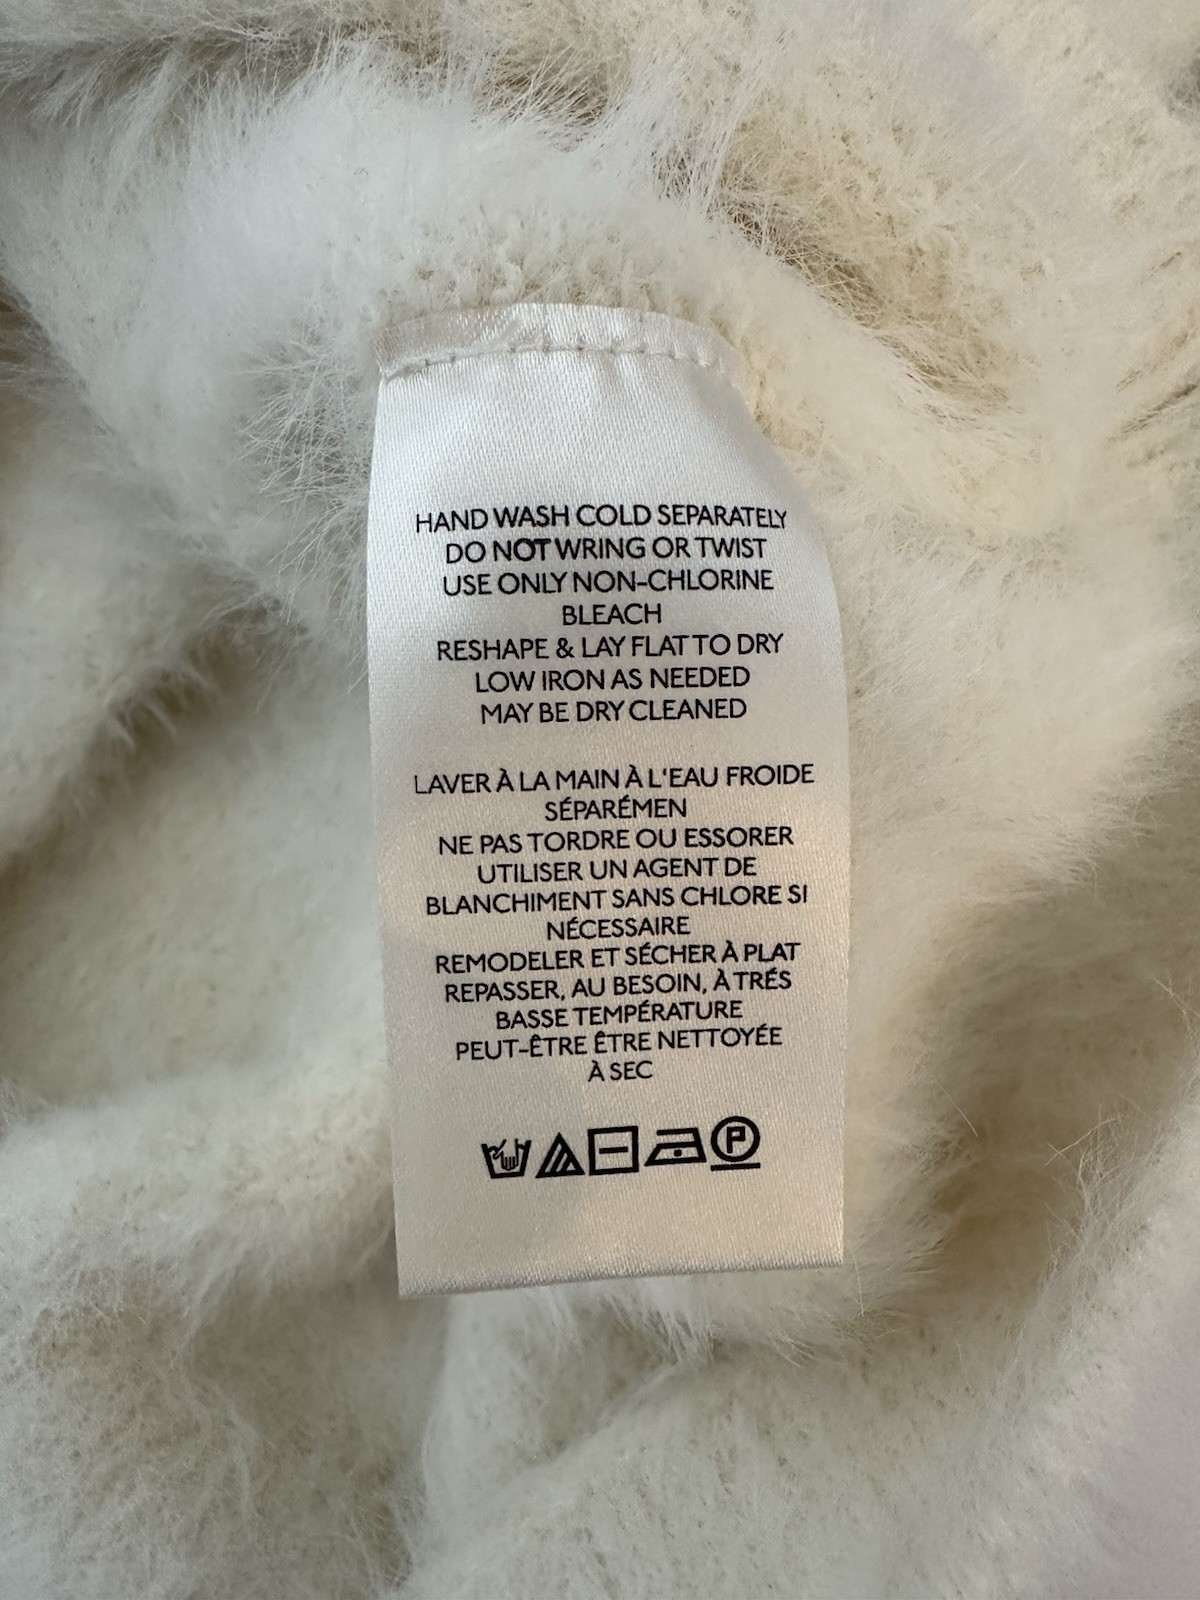 HAND WASH COLD SEPARATELY
DO NOT WRING OR TWIST
USE ONLY NON-CHLORINE
BLEACH
RESHAPE & LAY FLAT TO DRY
LOW IRON AS NEEDED
MAY BE DRY CLEANED
LAVER À LA MAIN À L'EAU FROIDE
SÉPARÉMEN
NE PAS TORDRE OU ESSORER
UTILISER UN AGENT DE
BLANCHIMENT SANS CHLORE SI
NÉCESSAIRE
REMODELER ET SÉCHER À PLAT
REPASSER, AU BESOIN, À TRÉS
BASSE TEMPÉRATURE
PEUT-ÊTRE ÊTRE NETTOYÉE
À SEC
P